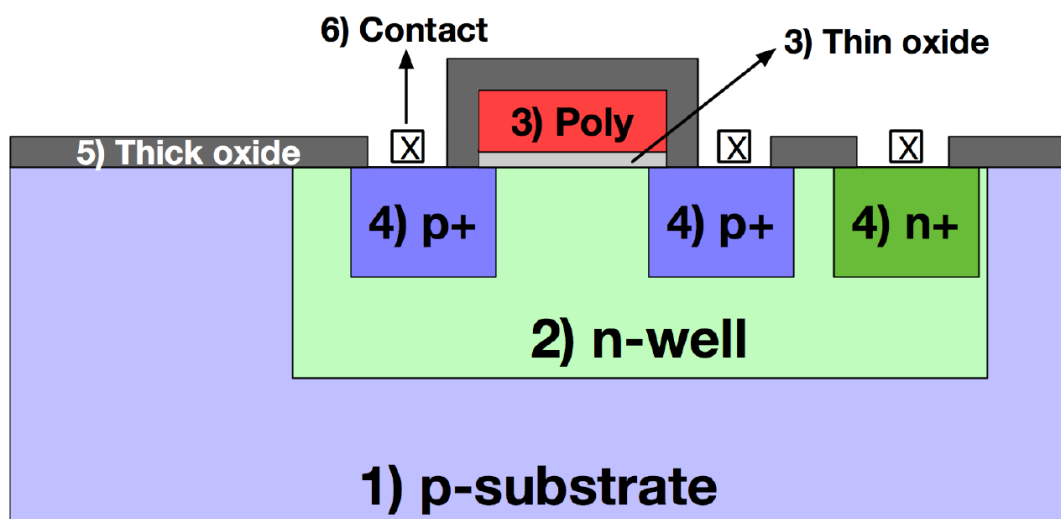 6) Contact
3) Thin oxide
3) Poly
5) Thick oxide
X
X
X
4) p+
4) p+
4) n+
2) n-well
1) p-substrate